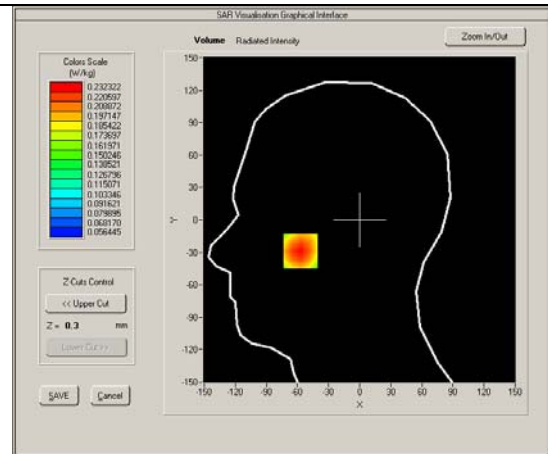 SAR Visualisation Graphical Interface
Volume Radiated Intensity
Zoom In/Out
Colors Scale
(W/kg)
0.232322
0.220597
0.208872
0.197147
0.185422
0.173697
0.161971
0.150246
0.138521
0.126796
0.115071
0.103346
0.091621
0.079895
0.068170
0.056445
Z Cuts Control
<< Upper Cut
Z = 0.3 mm
Lower Cut >>
SAVE Cancel
150-
120-
90-
60-
30-
0-
-30-
-60-
-90-
-120-
-150-
Y
-150 -120 -90 -60 -30 0 30 60 90 120 150
X